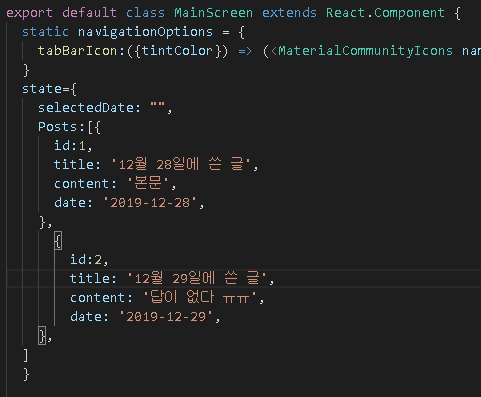 export default class MainScreen extends React.Component {
static navigationOptions = {
tabBarIcon:({tintColor}) => (<MaterialCommunityIcons nam
}
state={
selectedDate: "",
Posts:[{
id:1,
title: '12월 28일에 쓴 글',
content: '본문',
date: '2019-12-28',
},
{
id:2,
title: '12월 29일에 쓴 글',
content: '답이 없다 ㅠㅠ',
date: '2019-12-29',
},
]
}